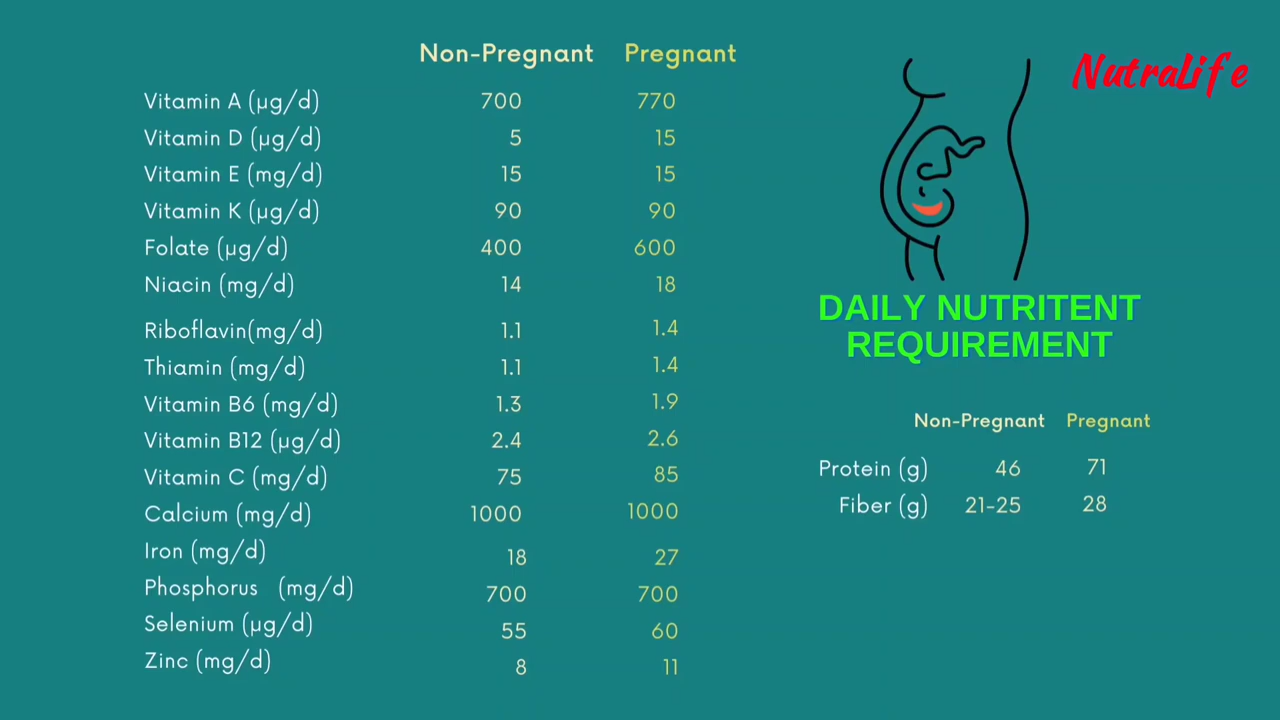 Non-Pregnant Pregnant
Vitamin A (µg/d) 700 770
Vitamin D (µg/d) 5 15
Vitamin E (mg/d) 15 15
Vitamin K (µg/d) 90 90
Folate (µg/d) 400 600
Niacin (mg/d) 14 18
Riboflavin(mg/d) 1.1 1.4
Thiamin (mg/d) 1.1 1.4
Vitamin B6 (mg/d) 1.3 1.9
Vitamin B12 (µg/d) 2.4 2.6
Vitamin C (mg/d) 75 85
Calcium (mg/d) 1000 1000
Iron (mg/d) 18 27
Phosphorus (mg/d) 700 700
Selenium (µg/d) 55 60
Zinc (mg/d) 8 11
NutraLife
DAILY NUTRITENT
REQUIREMENT
Non-Pregnant Pregnant
Protein (g) 46 71
Fiber (g) 21-25 28